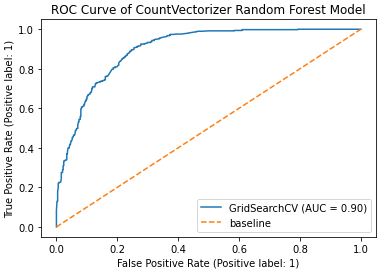 ROC Curve of CountVectorizer Random Forest Model
True Positive Rate (Positive label: 1)
1.0
0.8
0.6
0.4
0.2
0.0
GridSearchCV (AUC = 0.90)
baseline
0.0 0.2 0.4 0.6 0.8 1.0
False Positive Rate (Positive label: 1)